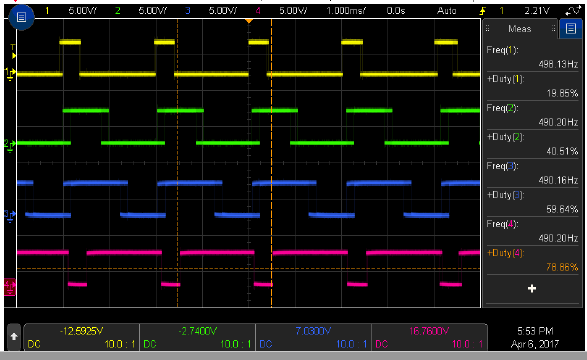 1 5.00V/ 2 5.00V/ 3 5.00V/ 4 5.00V/ 1.000ms/ 0.0s Auto 1 2.21V
Meas
Freq(1):
498.13Hz
+Duty(1):
19.85%
Freq(2):
490.20Hz
+Duty(2):
40.51%
Freq(3):
490.16Hz
+Duty(3):
59.64%
Freq(4):
490.20Hz
+Duty(4):
78.86%
T
1
2
3
4
-12.5925V -2.7400V 7.0300V 16.7600V
DC 10.0 : 1 DC 10.0 : 1 DC 10.0 : 1 DC 10.0 : 1
5:53 PM
Apr 6, 2017